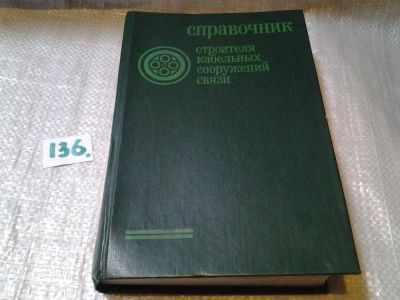 справочник
строителя
кабельных
сооружений
связи
136.